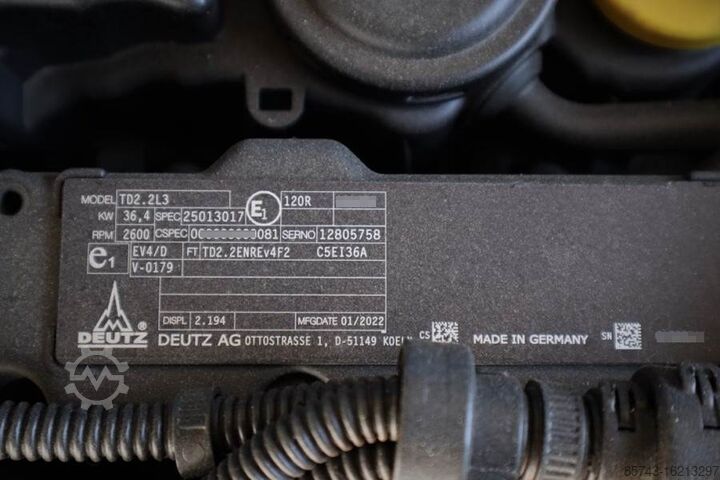 MODEL TD2.2L3 E1 120R
KW 36,4 SPEC 25013017
RPM 2600 CSPEC 081 SERNO 12805758
e1 EV4/D FT TD2.2ENREv4F2 C5EI36A
V-0179
DISPL 2.194 MFGDATE 01/2022
DEUTZ ® DEUTZ AG OTTOSTRASSE 1, D-51149 KOELN CS MADE IN GERMANY SN
85743-16213297